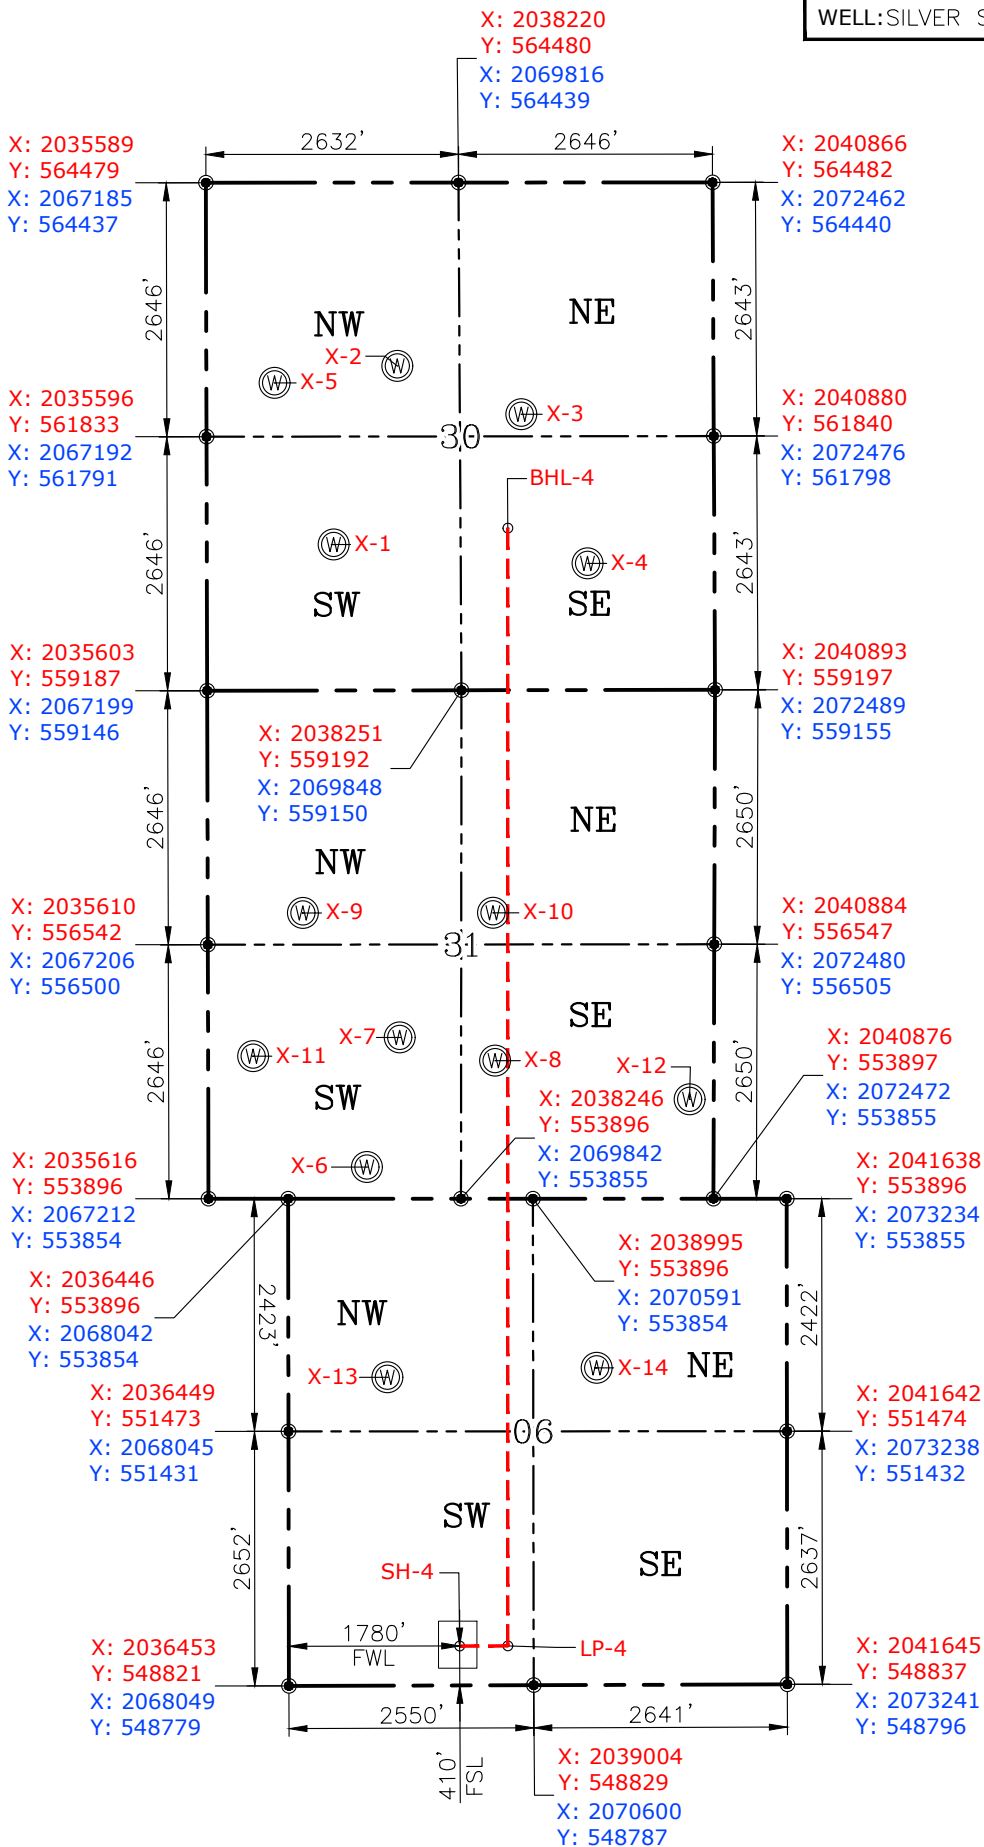 WELL:SILVER S
X: 2038220
Y: 564480
X: 2069816
Y: 564439
2632'
2646'
X: 2035589
Y: 564479
X: 2067185
Y: 564437
X: 2040866
Y: 564482
X: 2072462
Y: 564440
2646'
2643'
NW
NE
X-2
X-5
X-3
W
W
W
X: 2035596
Y: 561833
X: 2067192
Y: 561791
30
X: 2040880
Y: 561840
X: 2072476
Y: 561798
BHL-4
2646'
2643'
W
X-1
W
X-4
SW
SE
X: 2035603
Y: 559187
X: 2067199
Y: 559146
X: 2040893
Y: 559197
X: 2072489
Y: 559155
X: 2038251
Y: 559192
X: 2069848
Y: 559150
2646'
2650'
NW
NE
W
X-9
W
X-10
X: 2035610
Y: 556542
X: 2067206
Y: 556500
31
X: 2040884
Y: 556547
X: 2072480
Y: 556505
SE
X-7
W
W
X-11
W
X-8
X-12
W
SW
2646'
2650'
X: 2040876
Y: 553897
X: 2072472
Y: 553855
X: 2038246
Y: 553896
X: 2069842
Y: 553855
X-6
W
X: 2035616
Y: 553896
X: 2067212
Y: 553854
X: 2041638
Y: 553896
X: 2073234
Y: 553855
X: 2036446
Y: 553896
X: 2068042
Y: 553854
X: 2038995
Y: 553896
X: 2070591
Y: 553854
2423'
2422'
NW
NE
X-13
W
W
X-14
X: 2036449
Y: 551473
X: 2068045
Y: 551431
06
X: 2041642
Y: 551474
X: 2073238
Y: 551432
SW
SE
2652'
2637'
SH-4
1780'
FWL
LP-4
X: 2036453
Y: 548821
X: 2068049
Y: 548779
X: 2041645
Y: 548837
X: 2073241
Y: 548796
2550'
2641'
410'
FSL
X: 2039004
Y: 548829
X: 2070600
Y: 548787